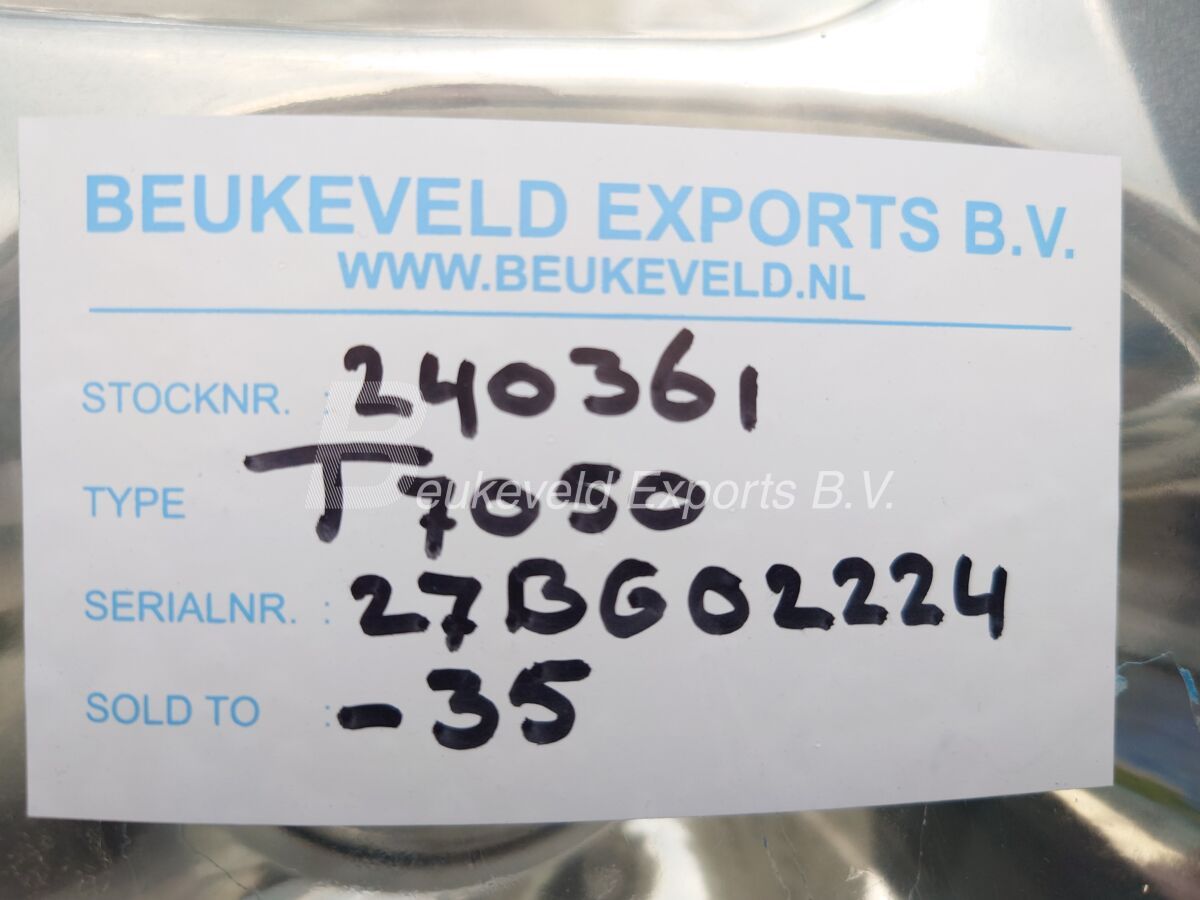 BEUKEVELD EXPORTS B.V.
WWW.BEUKEVELD.NL
STOCKNR. : 240361
TYPE T7050
Beukeveld Exports B.V.
SERIALNR. : 27BG02224
SOLD TO : -35